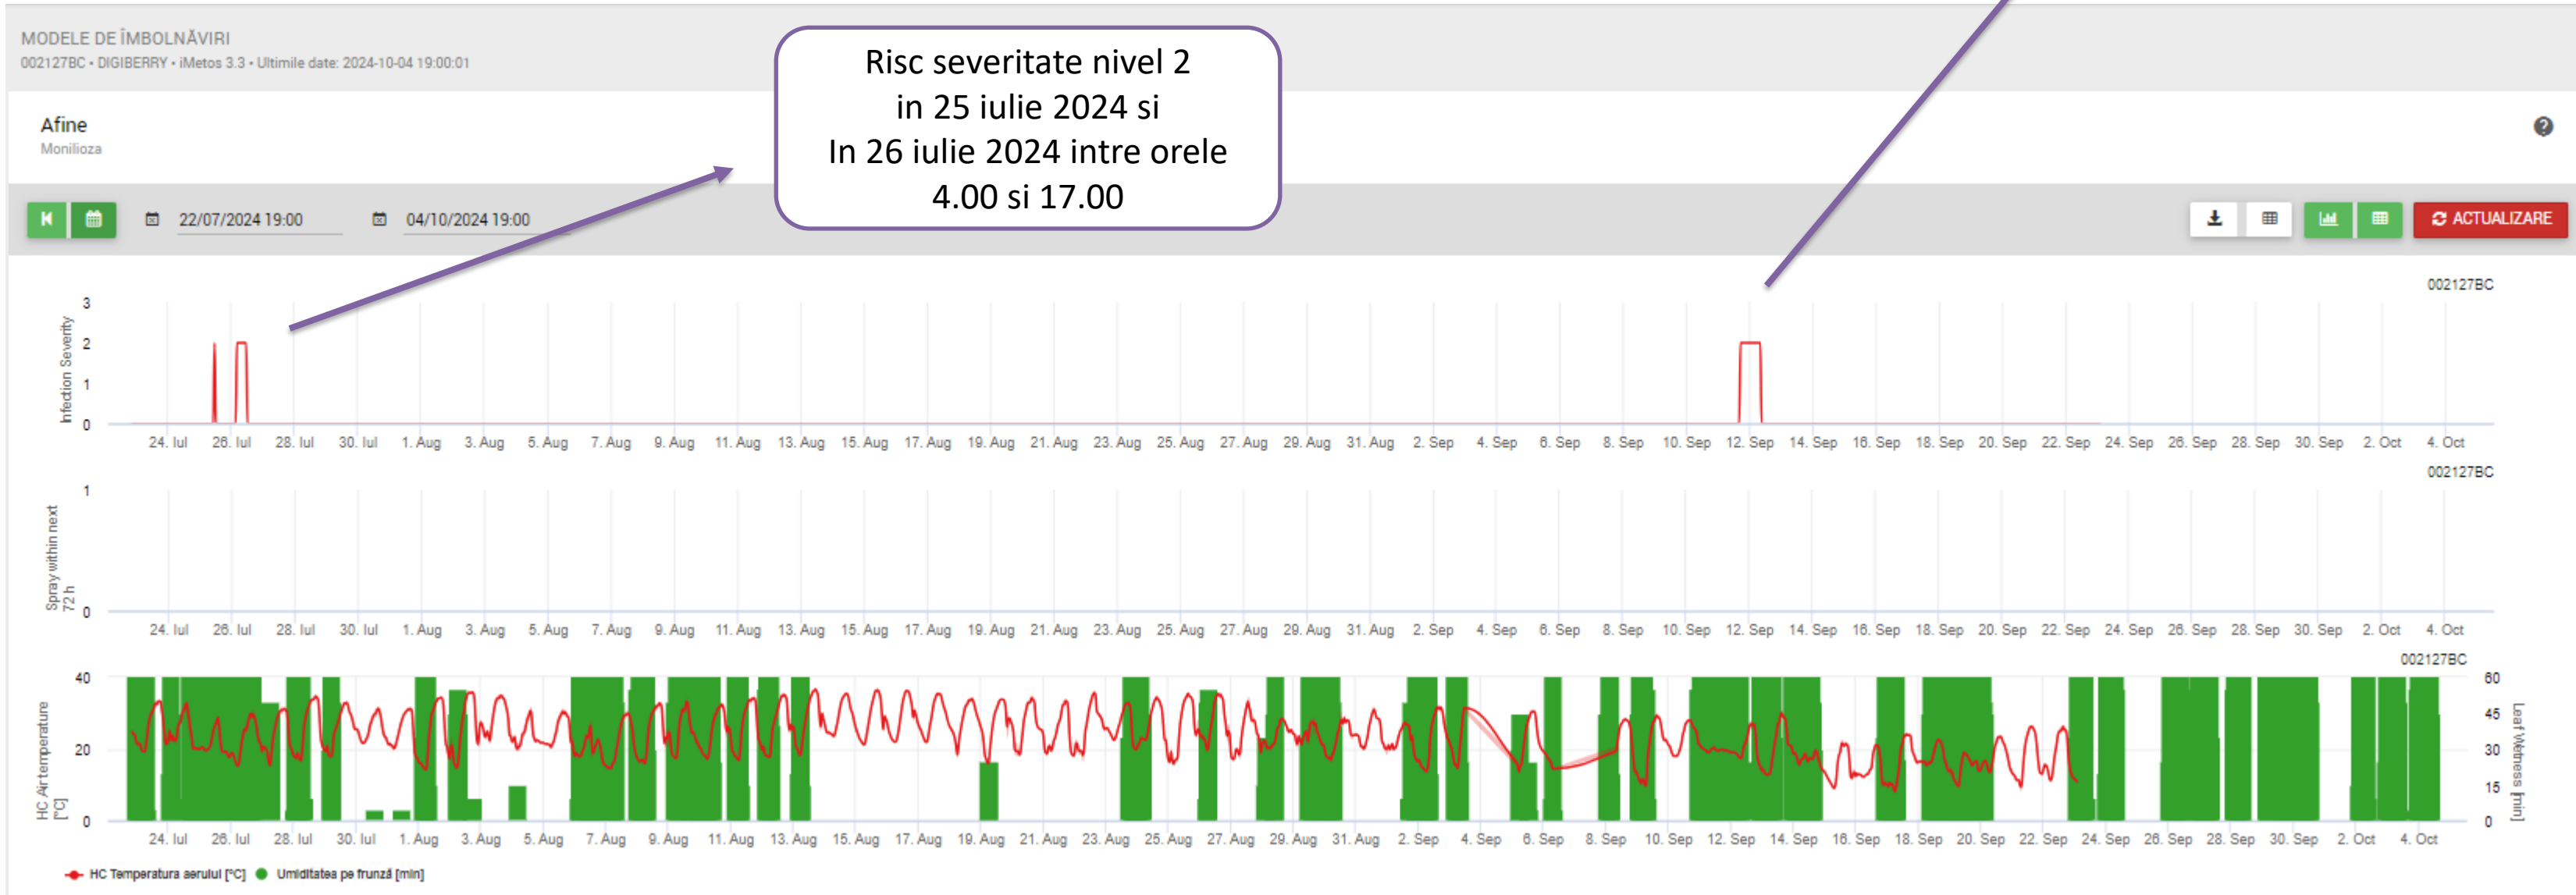 MODELE DE ÎMBOLNĂVIRI
002127BC • DIGIBERRY • iMetos 3.3 • Ultimile date: 2024-10-04 19:00:01
Risc severitate nivel 2
in 25 iulie 2024 si
In 26 iulie 2024 intre orele
4.00 si 17.00
Afine
Monilioza
22/07/2024 19:00
04/10/2024 19:00
ACTUALIZARE
002127BC
Infection Severity
3
2
1
0
24. Iul 26. Iul 28. Iul 30. Iul 1. Aug 3. Aug 5. Aug 7. Aug 9. Aug 11. Aug 13. Aug 15. Aug 17. Aug 19. Aug 21. Aug 23. Aug 25. Aug 27. Aug 29. Aug 31. Aug 2. Sep 4. Sep 6. Sep 8. Sep 10. Sep 12. Sep 14. Sep 16. Sep 18. Sep 20. Sep 22. Sep 24. Sep 26. Sep 28. Sep 30. Sep 2. Oct 4. Oct
002127BC
Spray within next
72 h
1
0
24. Iul 26. Iul 28. Iul 30. Iul 1. Aug 3. Aug 5. Aug 7. Aug 9. Aug 11. Aug 13. Aug 15. Aug 17. Aug 19. Aug 21. Aug 23. Aug 25. Aug 27. Aug 29. Aug 31. Aug 2. Sep 4. Sep 6. Sep 8. Sep 10. Sep 12. Sep 14. Sep 16. Sep 18. Sep 20. Sep 22. Sep 24. Sep 26. Sep 28. Sep 30. Sep 2. Oct 4. Oct
002127BC
HC Air temperature
[°C]
40
20
0
60
45
30
15
0
Leaf Wetness [min]
24. Iul 26. Iul 28. Iul 30. Iul 1. Aug 3. Aug 5. Aug 7. Aug 9. Aug 11. Aug 13. Aug 15. Aug 17. Aug 19. Aug 21. Aug 23. Aug 25. Aug 27. Aug 29. Aug 31. Aug 2. Sep 4. Sep 6. Sep 8. Sep 10. Sep 12. Sep 14. Sep 16. Sep 18. Sep 20. Sep 22. Sep 24. Sep 26. Sep 28. Sep 30. Sep 2. Oct 4. Oct
HC Temperatura aerului [°C] Umiditatea pe frunză [min]